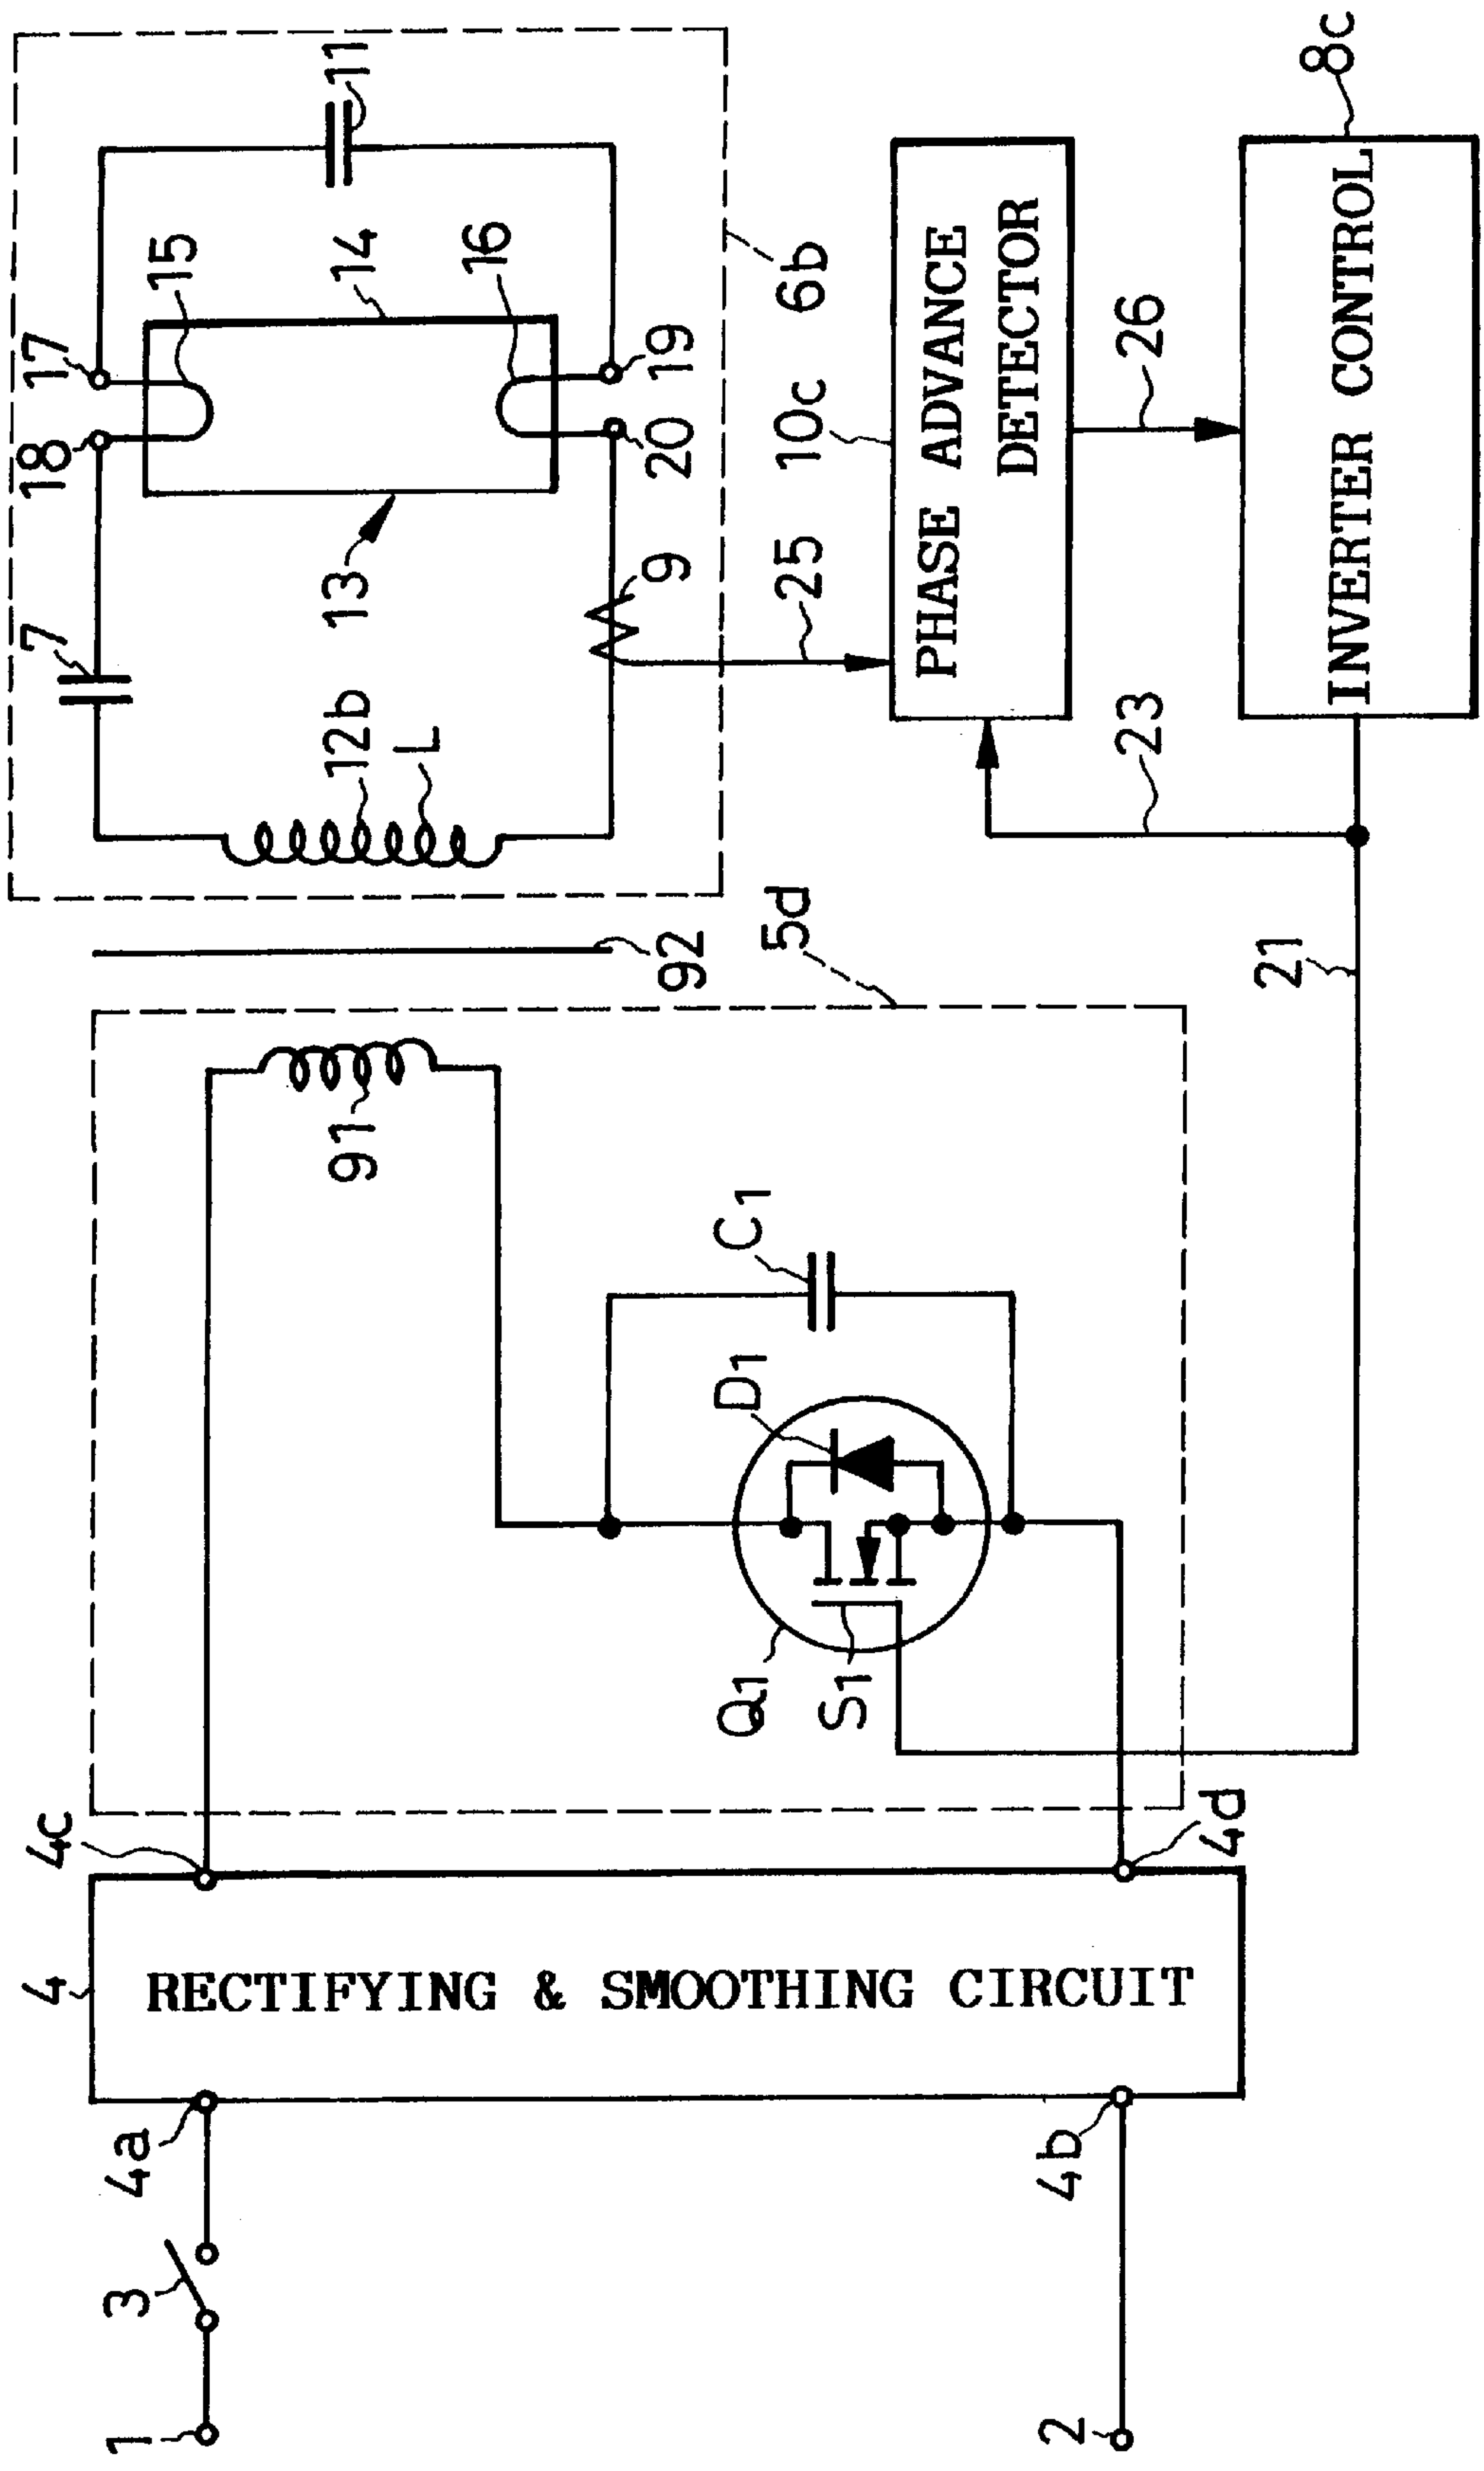 1
2
3
4a
4b
4
RECTIFYING & SMOOTHING CIRCUIT
4c
4d
Q1
S1
D1
C1
91
5d
92
21
12b
L
7
13
9
18
17
15
14
16
20
19
11
6b
25
23
10c
PHASE ADVANCE
DETECTOR
26
INVERTER CONTROL
8c